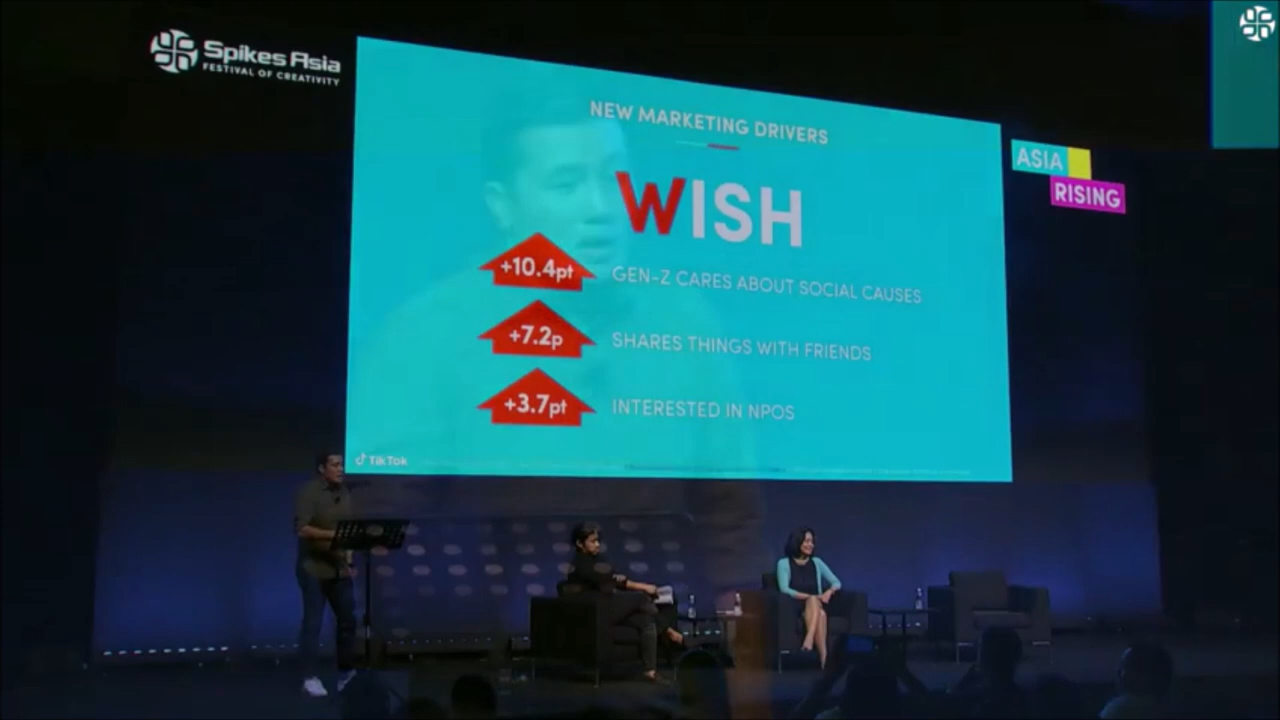 Spikes Asia
FESTIVAL OF CREATIVITY
NEW MARKETING DRIVERS
WISH
+10.4pt
GEN-Z CARES ABOUT SOCIAL CAUSES
+7.2p
SHARES THINGS WITH FRIENDS
+3.7pt
INTERESTED IN NPOS
TikTok
ASIA
RISING